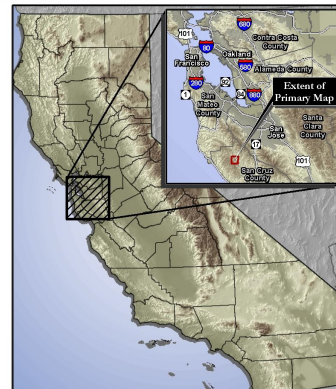 680
101
Contra Costa
County
80
Oakland
San
Francisco
580
Alameda County
280
92
San
Mateo
County
84
880
1
Extent of
Primary Map
Santa
Clara
County
San
Jose
17
101
San Cruz
County